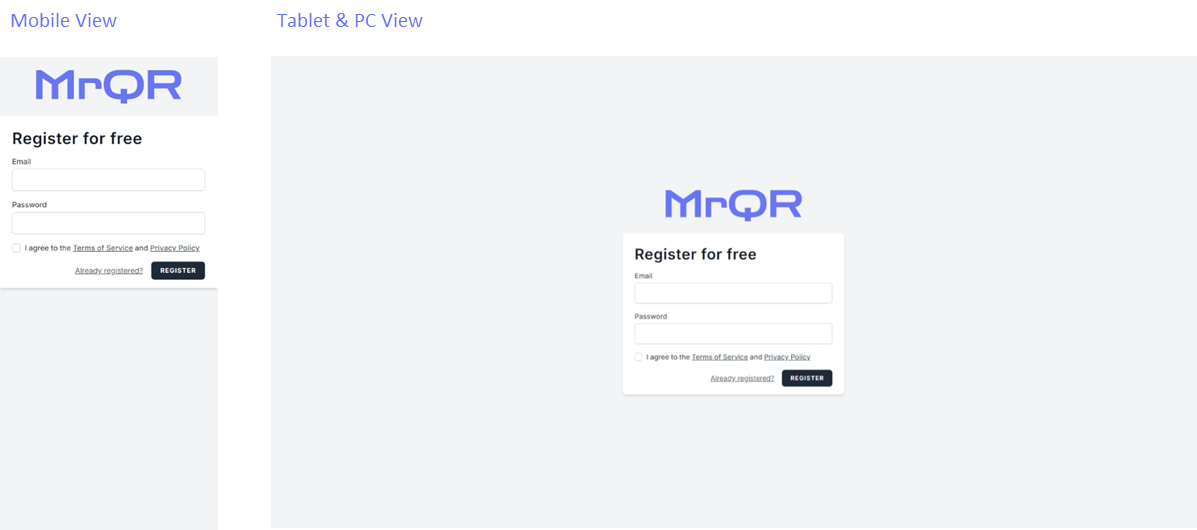 Mobile View
MrQR
Register for free
Email
Password
I agree to the Terms of Service and Privacy Policy
Already registered? REGISTER
Tablet & PC View
MrQR
Register for free
Email
Password
I agree to the Terms of Service and Privacy Policy
Already registered? REGISTER